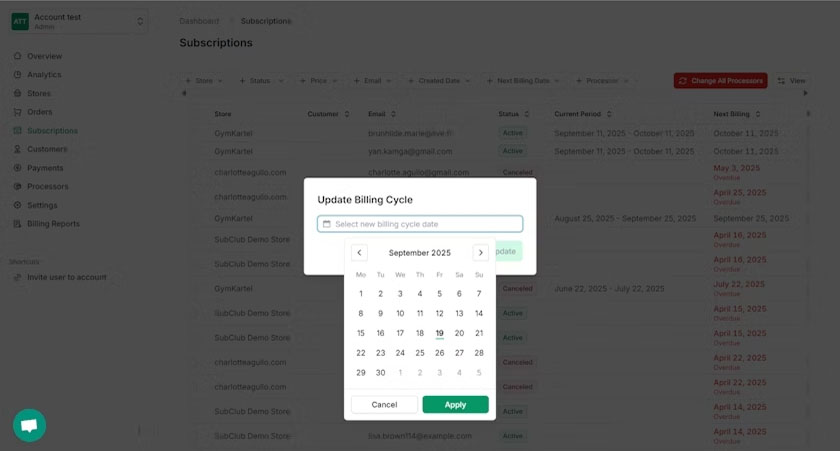 ATT
Account test
Admin
Dashboard
Subscriptions
Subscriptions
Overview
Analytics
Stores
Orders
Subscriptions
Customers
Payments
Processors
Settings
Billing Reports
Shortcuts
Invite user to account
+ Store
+ Status
+ Price
+ Email
+ Created Date
+ Next Billing Date
+ Processor
Change All Processors
View
Store Customer Email Status Current Period Next Billing
GymKartel brunhilde.marie@live.fr Active September 11, 2025 - October 11, 2025 October 11, 2025
GymKartel yan.kamga@gmail.com Active September 11, 2025 - October 11, 2025 October 11, 2025
charlotteaguilo.com charlotte.aguilo@gmail.com Canceled May 3, 2025
Overdue
charlotteaguilo.com April 25, 2025
Overdue
GymKartel August 25, 2025 - September 25, 2025 September 25, 2025
SubClub Demo Store April 16, 2025
Overdue
SubClub Demo Store April 16, 2025
Overdue
GymKartel Canceled June 22, 2025 - July 22, 2025 July 22, 2025
Overdue
SubClub Demo Store Active April 15, 2025
Overdue
SubClub Demo Store Active April 15, 2025
Overdue
charlotteaguilo.com Canceled April 22, 2025
Overdue
charlotteaguilo.com Canceled April 22, 2025
Overdue
SubClub Demo Store Active April 14, 2025
Overdue
SubClub Demo Store lisa.brown114@example.com Active April 14, 2025
Overdue
Update Billing Cycle
Select new billing cycle date
pdate
September 2025
Mo Tu We Th Fr Sa Su
1 2 3 4 5 6 7
8 9 10 11 12 13 14
15 16 17 18 19 20 21
22 23 24 25 26 27 28
29 30 1 2 3 4 5
Cancel
Apply